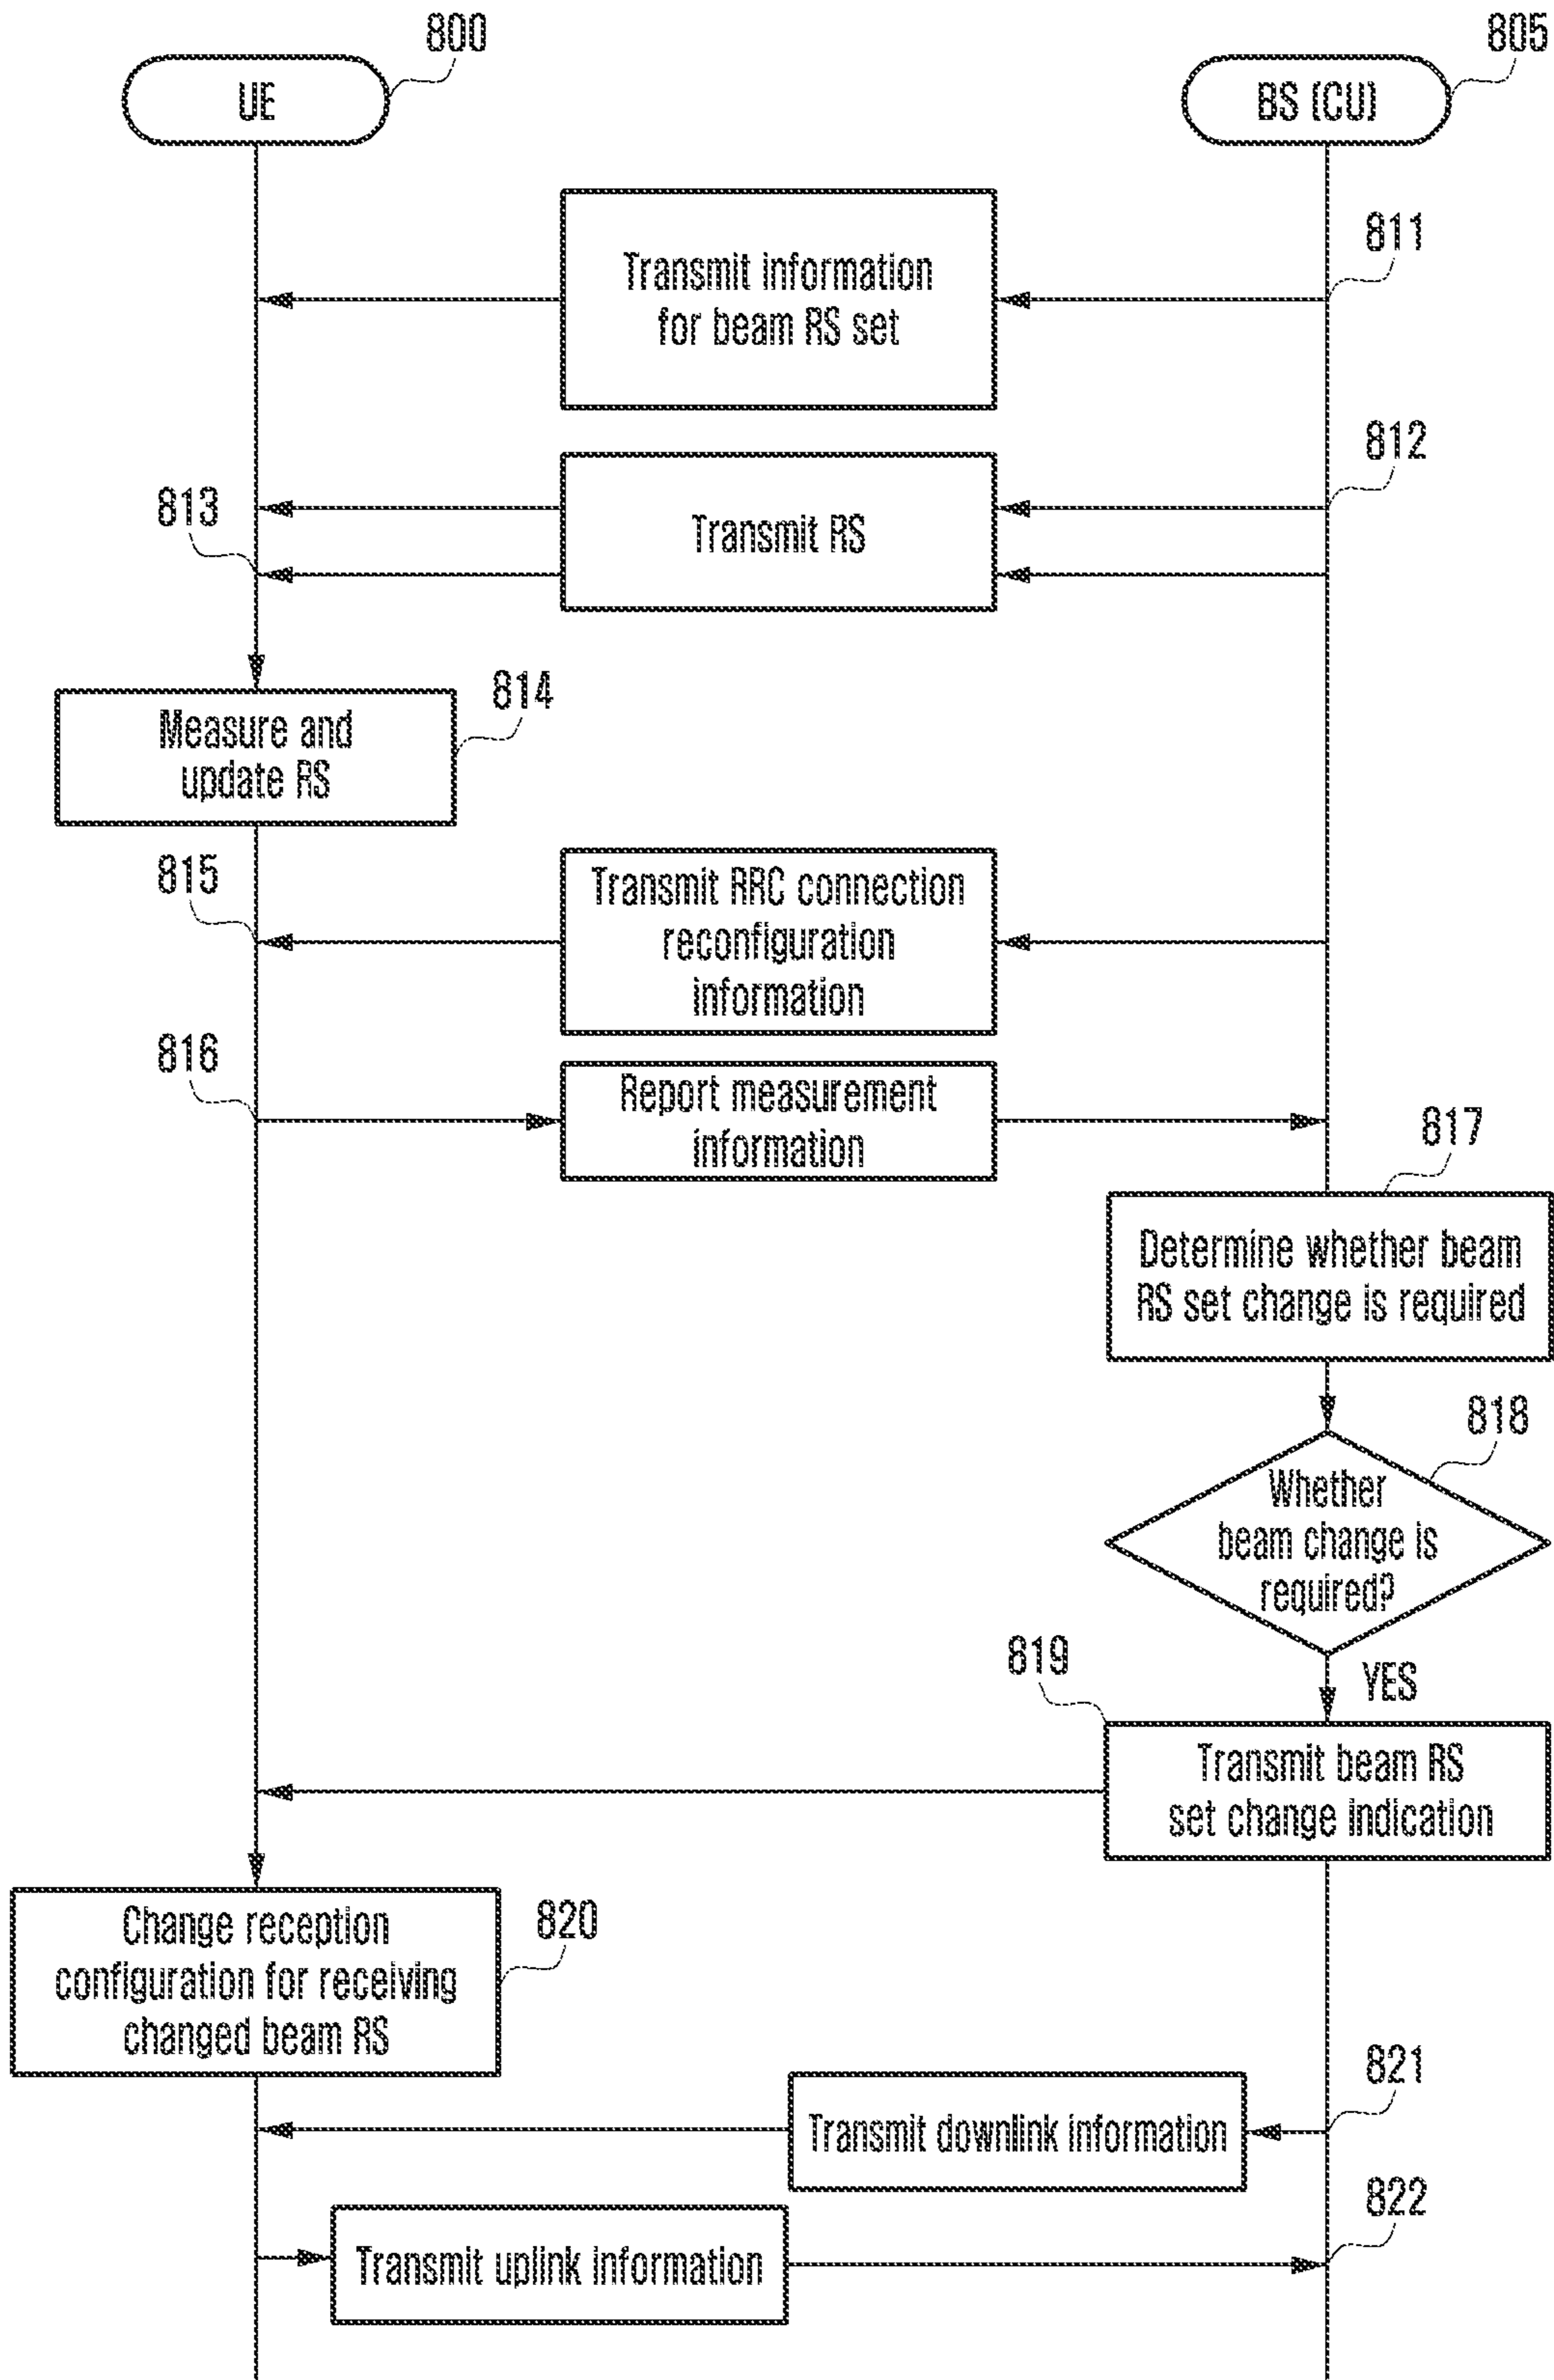 800
805
UE
BS (CU)
811
Transmit information
for beam RS set
812
813
Transmit RS
814
Measure and
update RS
815
Transmit RRC connection
reconfiguration
information
816
Report measurement
information
817
Determine whether beam
RS set change is required
818
Whether
beam change is
required?
819
YES
Transmit beam RS
set change indication
Change reception
configuration for receiving
changed beam RS
820
821
Transmit downlink information
822
Transmit uplink information